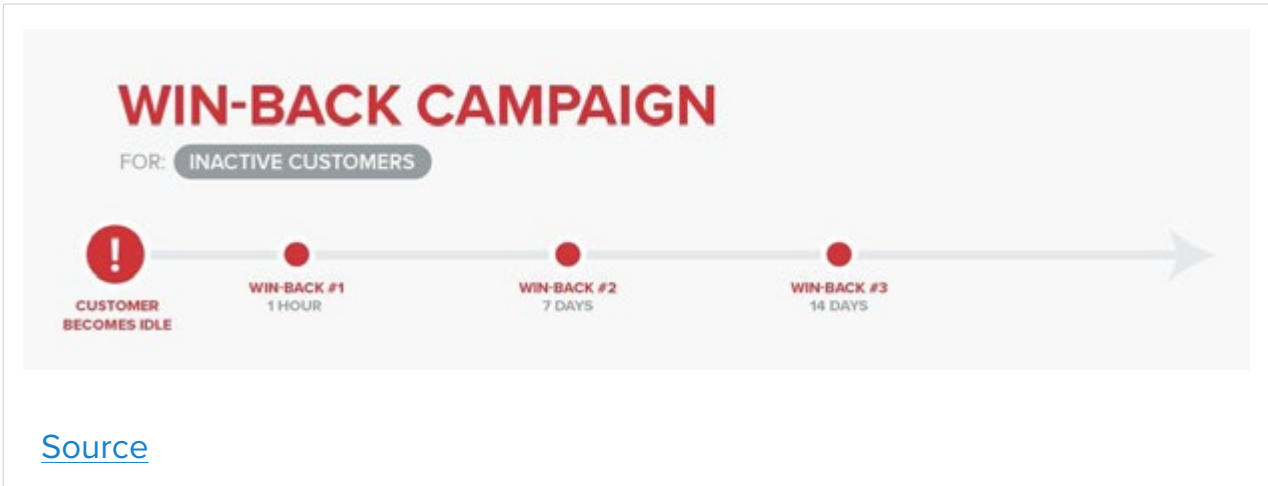 WIN-BACK CAMPAIGN
FOR: INACTIVE CUSTOMERS
!
CUSTOMER
BECOMES IDLE
WIN-BACK #1
1 HOUR
WIN-BACK #2
7 DAYS
WIN-BACK #3
14 DAYS
Source